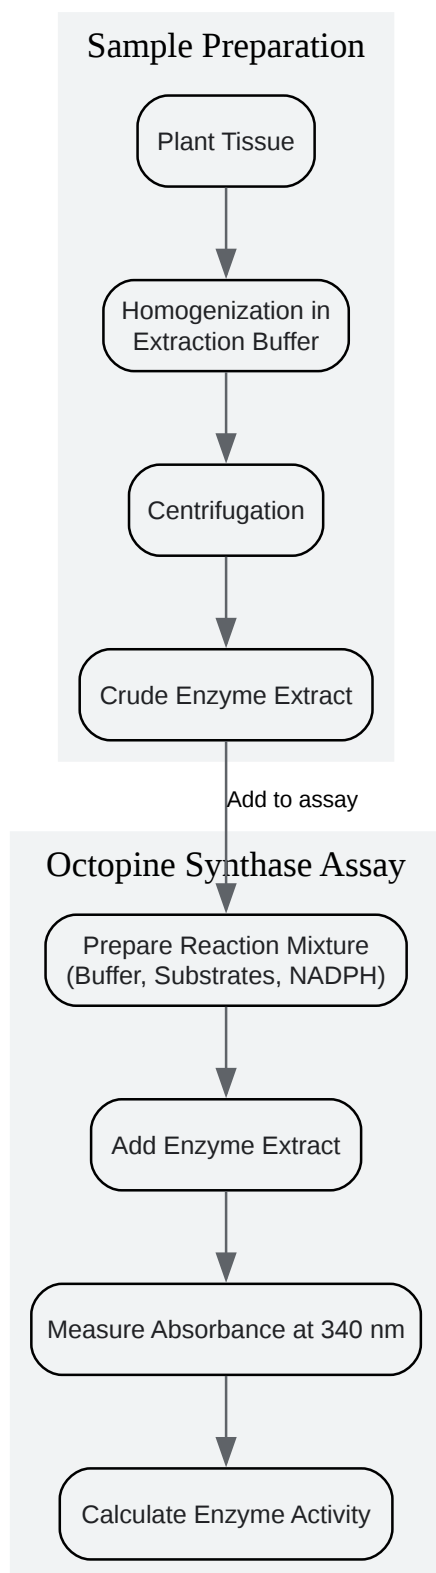 Sample Preparation
Plant Tissue
Homogenization in
Extraction Buffer
Centrifugation
Crude Enzyme Extract
Add to assay
Octopine Synthase Assay
Prepare Reaction Mixture
(Buffer, Substrates, NADPH)
Add Enzyme Extract
Measure Absorbance at 340 nm
Calculate Enzyme Activity